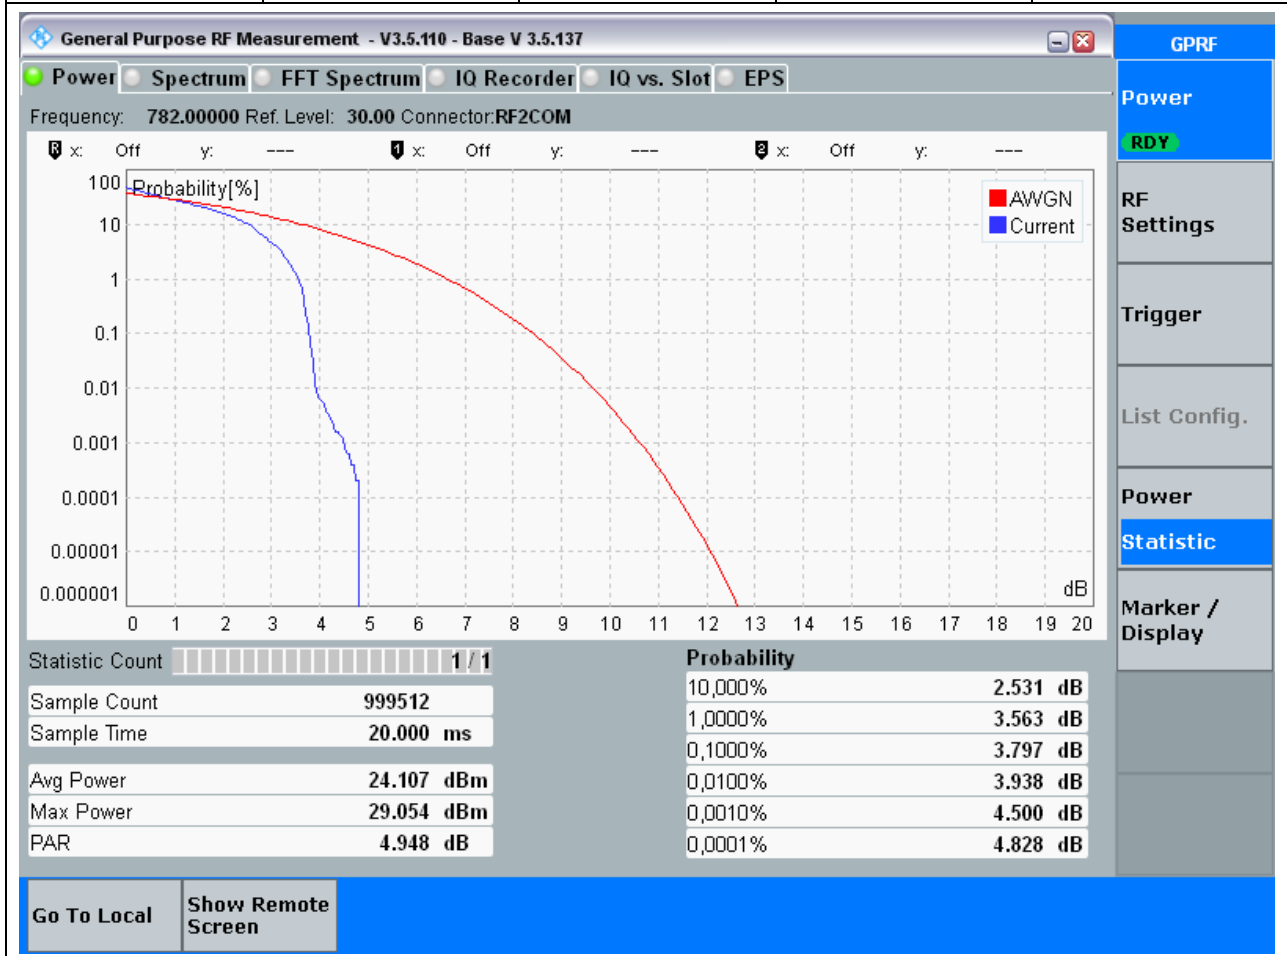 General Purpose RF Measurement - V3.5.110 - Base V 3.5.137
GPRF
Power Spectrum FFT Spectrum IQ Recorder IQ vs. Slot EPS
Frequency: 782.00000 Ref. Level: 30.00 Connector:RF2COM
R x: Off y: --- 1 x: Off y: --- 2 x: Off y: ---
Probability[%]
AWGN
Current
100
10
1
0.1
0.01
0.001
0.0001
0.00001
0.000001
dB
0 1 2 3 4 5 6 7 8 9 10 11 12 13 14 15 16 17 18 19 20
Statistic Count 1 / 1
Sample Count 999512
Sample Time 20.000 ms
Avg Power 24.107 dBm
Max Power 29.054 dBm
PAR 4.948 dB
Probability
10,000% 2.531 dB
1,0000% 3.563 dB
0,1000% 3.797 dB
0,0100% 3.938 dB
0,0010% 4.500 dB
0,0001% 4.828 dB
Power
RDY
RF
Settings
Trigger
List Config.
Power
Statistic
Marker /
Display
Go To Local
Show Remote
Screen